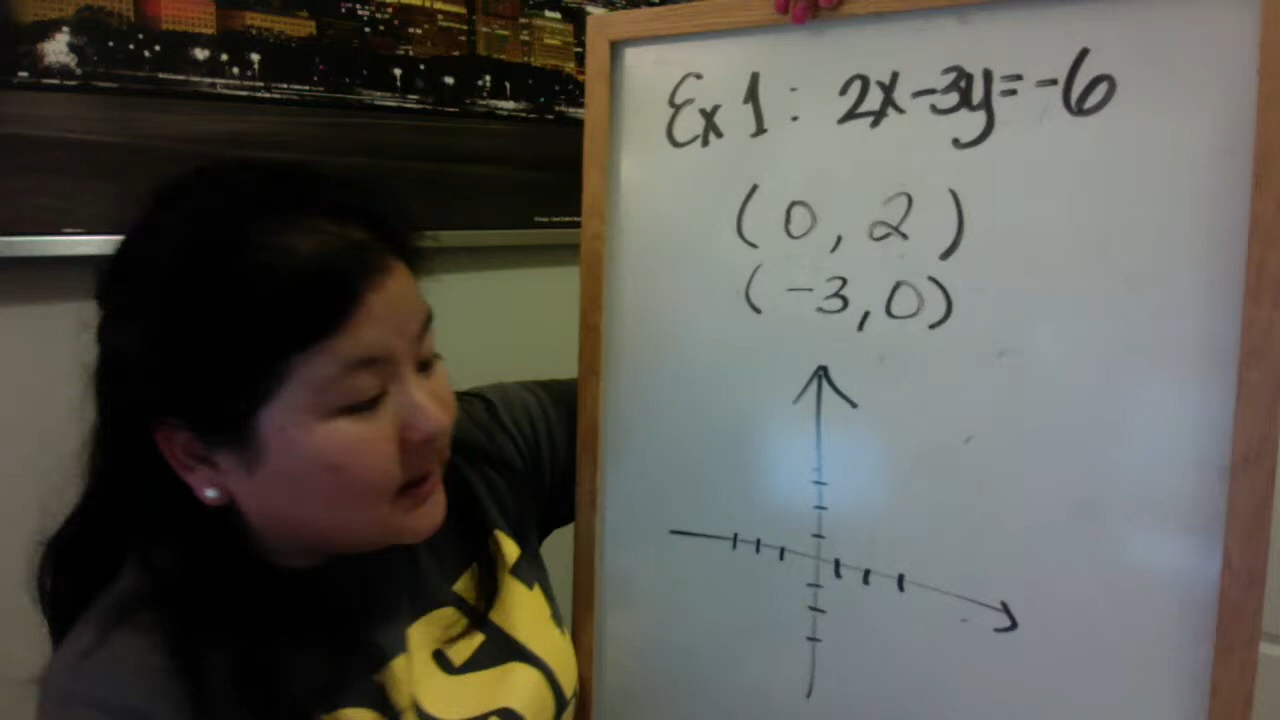 Ex 1: 2x-3y=-6
(0,2)
(-3,0)